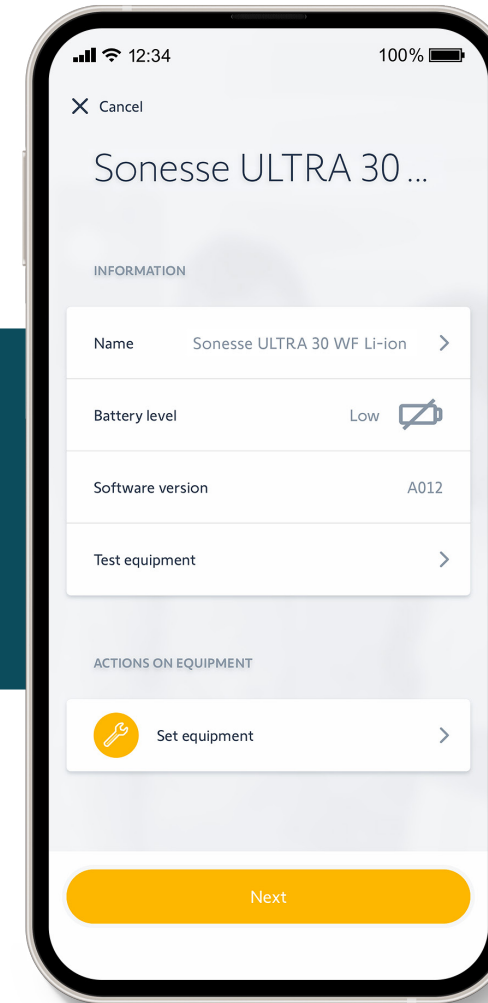 12:34 100%
Cancel
Sonesse ULTRA 30 ...
INFORMATION
Name Sonesse ULTRA 30 WF Li-ion
Battery level Low
Software version A012
Test equipment
ACTIONS ON EQUIPMENT
Set equipment
Next